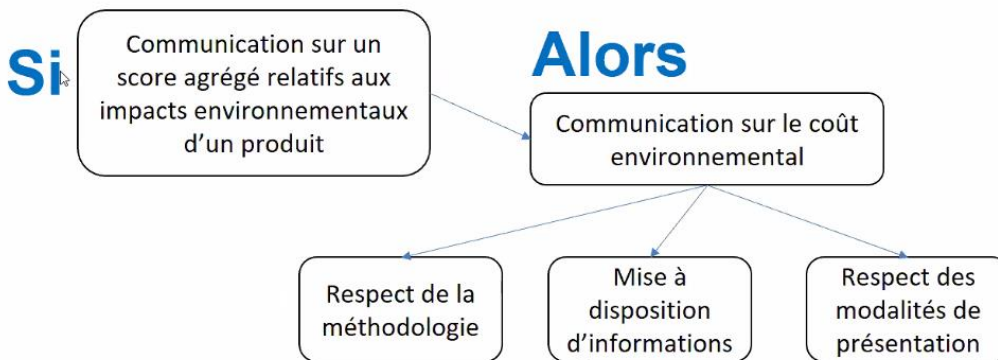 Si
Communication sur un
score agrégé relatifs aux
impacts environnementaux
d'un produit
Alors
Communication sur le coût
environnemental
Respect de la
méthodologie
Mise à
disposition
d'informations
Respect des
modalités de
présentation